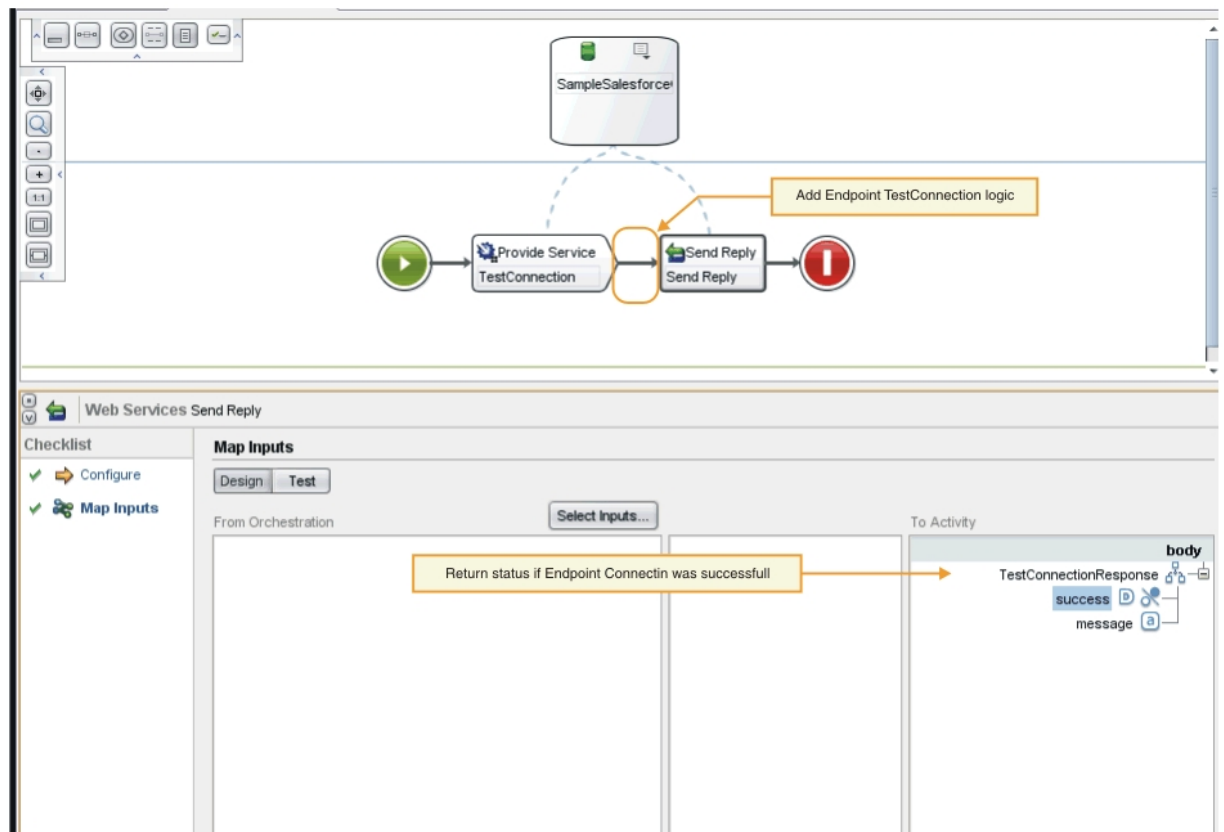 SampleSalesforce
Add Endpoint TestConnection logic
1:1
Provide Service
TestConnection
Send Reply
Send Reply
Web Services Send Reply
Checklist
Configure
Map Inputs
Map Inputs
Design Test
From Orchestration
Select Inputs...
To Activity
body
Return status if Endpoint Connectin was successfull
TestConnectionResponse
success D
message a